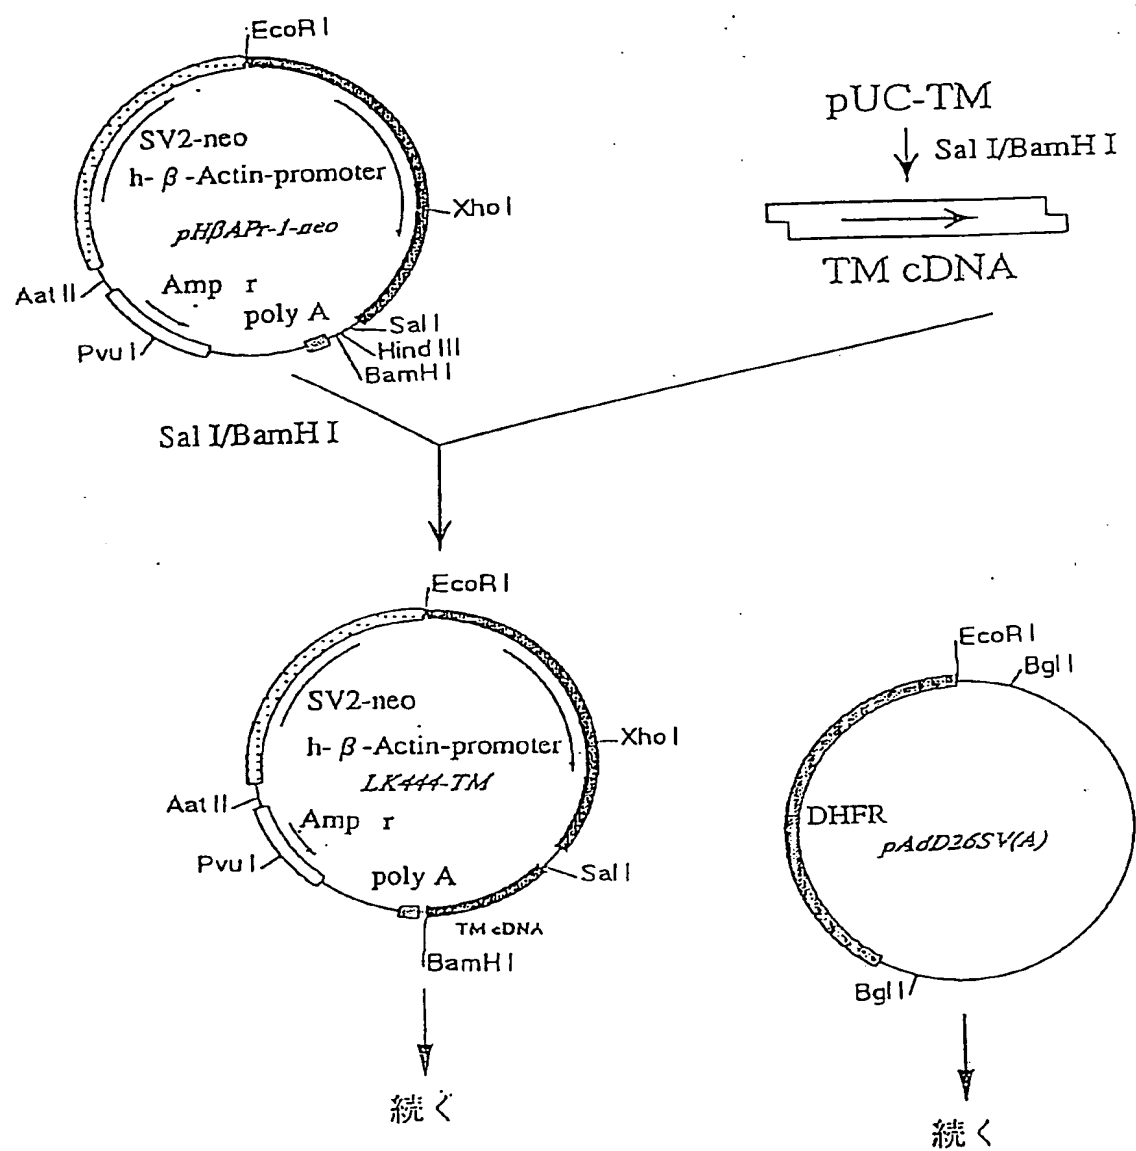 EcoR I
SV2-neo
h-β-Actin-promoter
pHβAPr-1-neo
Xho I
Aat II
Amp r
poly A
Pvu I
Sal I
Hind III
BamH I
pUC-TM
Sal I/BamH I
TM cDNA
Sal I/BamH I
EcoR I
SV2-neo
h-β-Actin-promoter
LK444-TM
Xho I
Aat II
Amp r
Pvu I
poly A
Sal I
TM cDNA
BamH I
続く
EcoR I
Bgl I
DHFR
pAdD26SV(A)
Bgl I
続く